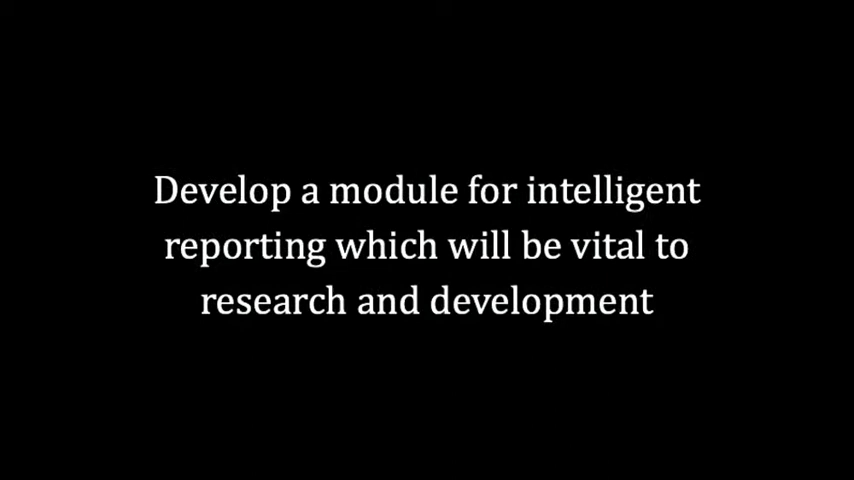 Develop a module for intelligent
reporting which will be vital to
research and development